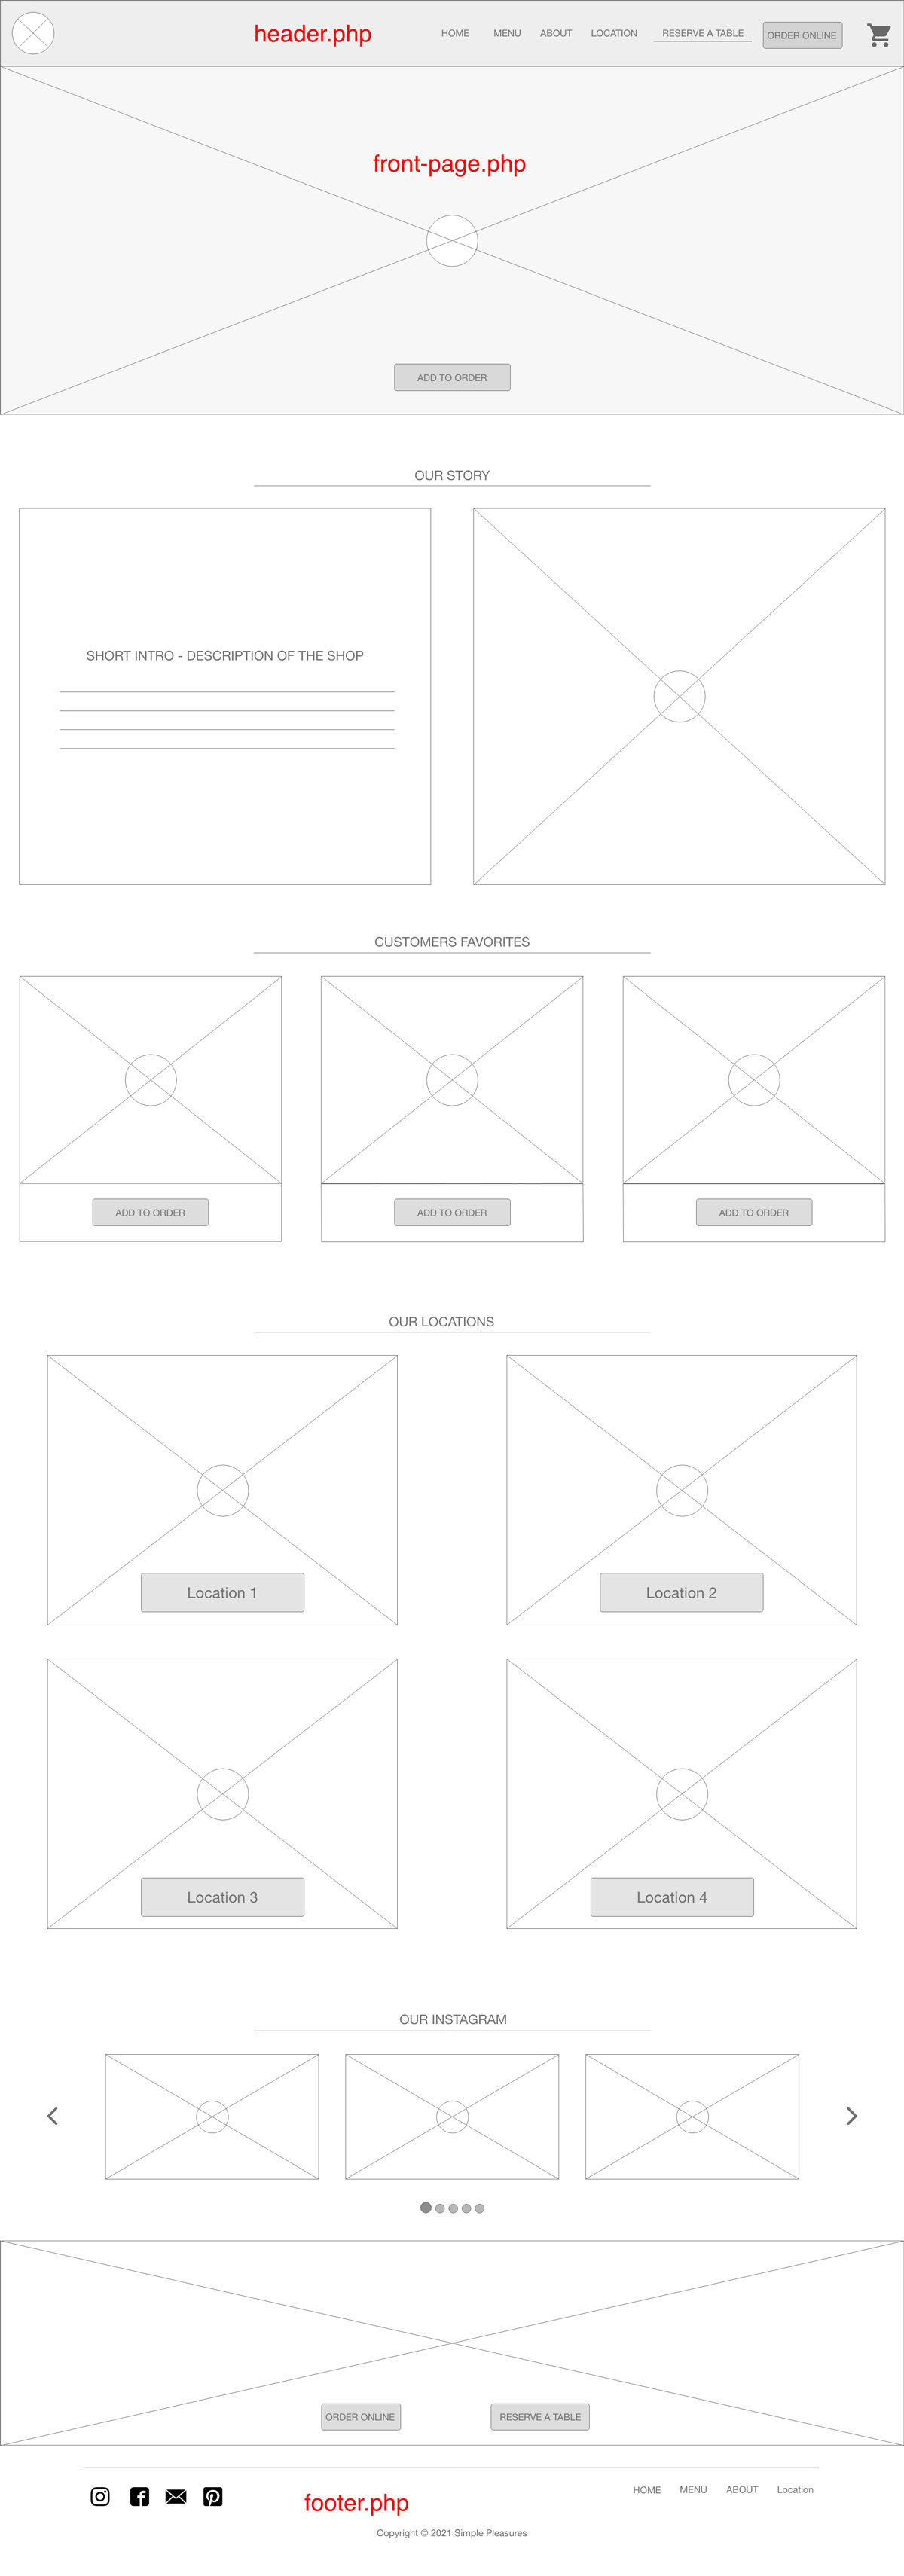 header.php
HOME MENU ABOUT LOCATION RESERVE A TABLE ORDER ONLINE
front-page.php
ADD TO ORDER
OUR STORY
SHORT INTRO - DESCRIPTION OF THE SHOP
CUSTOMERS FAVORITES
ADD TO ORDER ADD TO ORDER ADD TO ORDER
OUR LOCATIONS
Location 1 Location 2
Location 3 Location 4
OUR INSTAGRAM
ORDER ONLINE RESERVE A TABLE
HOME MENU ABOUT Location
footer.php
Copyright © 2021 Simple Pleasures